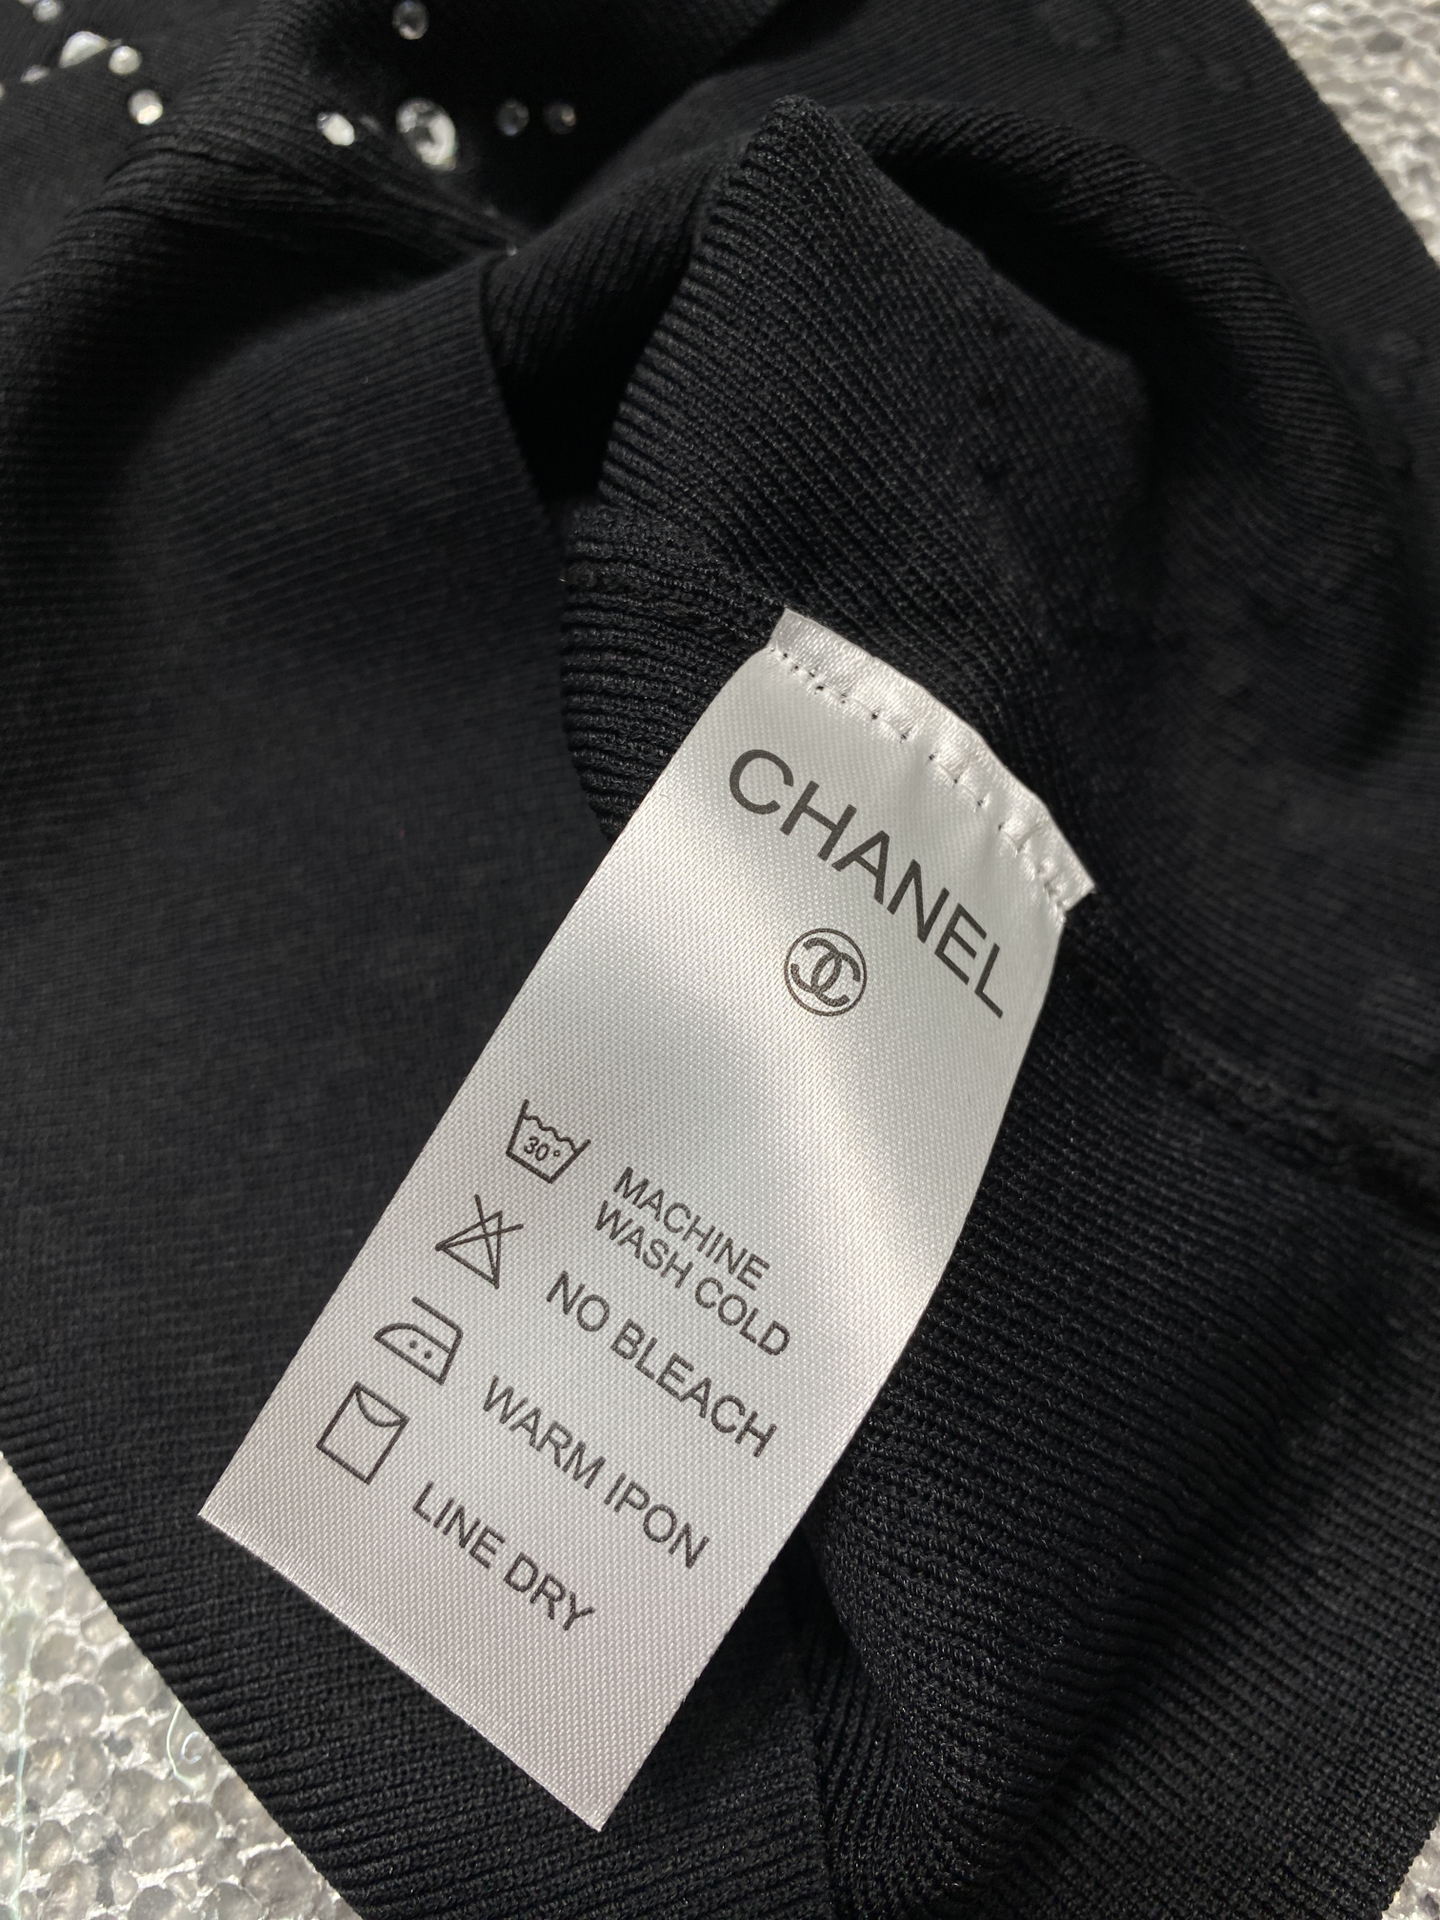 CHANEL
30°
MACHINE
WASH COLD
NO BLEACH
WARM IPON
LINE DRY